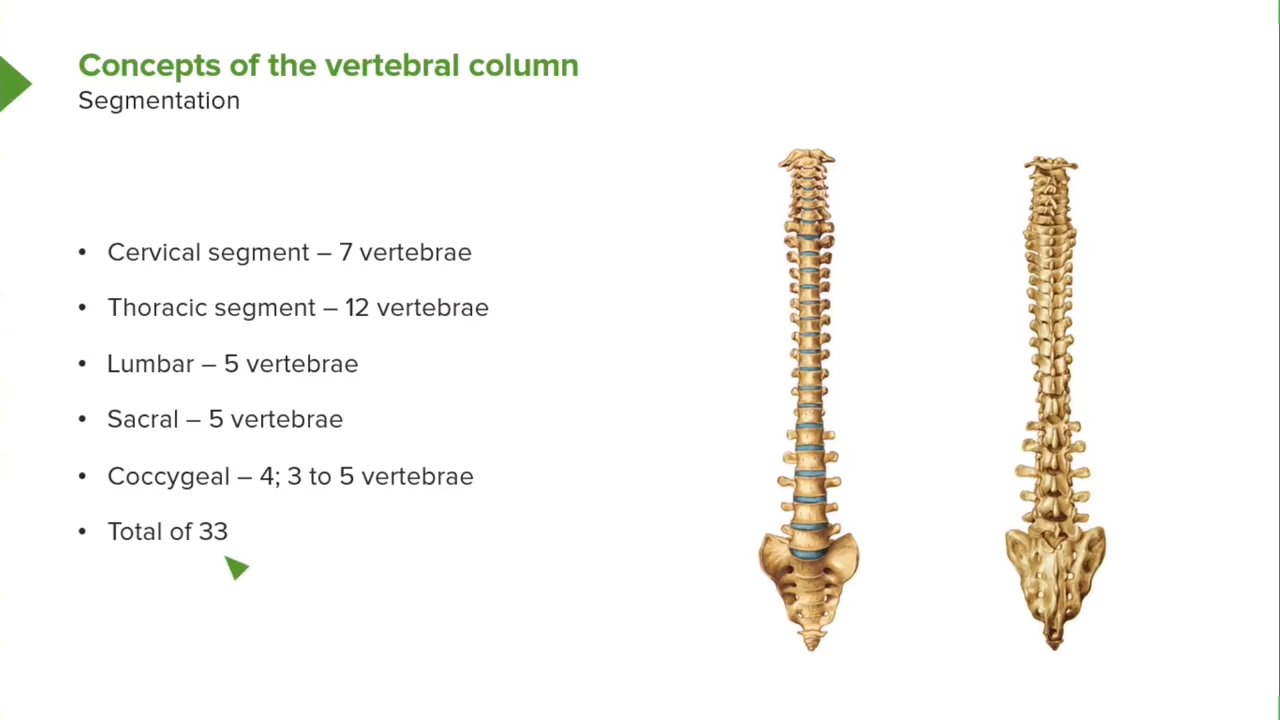 Concepts of the vertebral column
Segmentation
• Cervical segment – 7 vertebrae
• Thoracic segment – 12 vertebrae
• Lumbar – 5 vertebrae
• Sacral – 5 vertebrae
• Coccygeal – 4; 3 to 5 vertebrae
• Total of 33